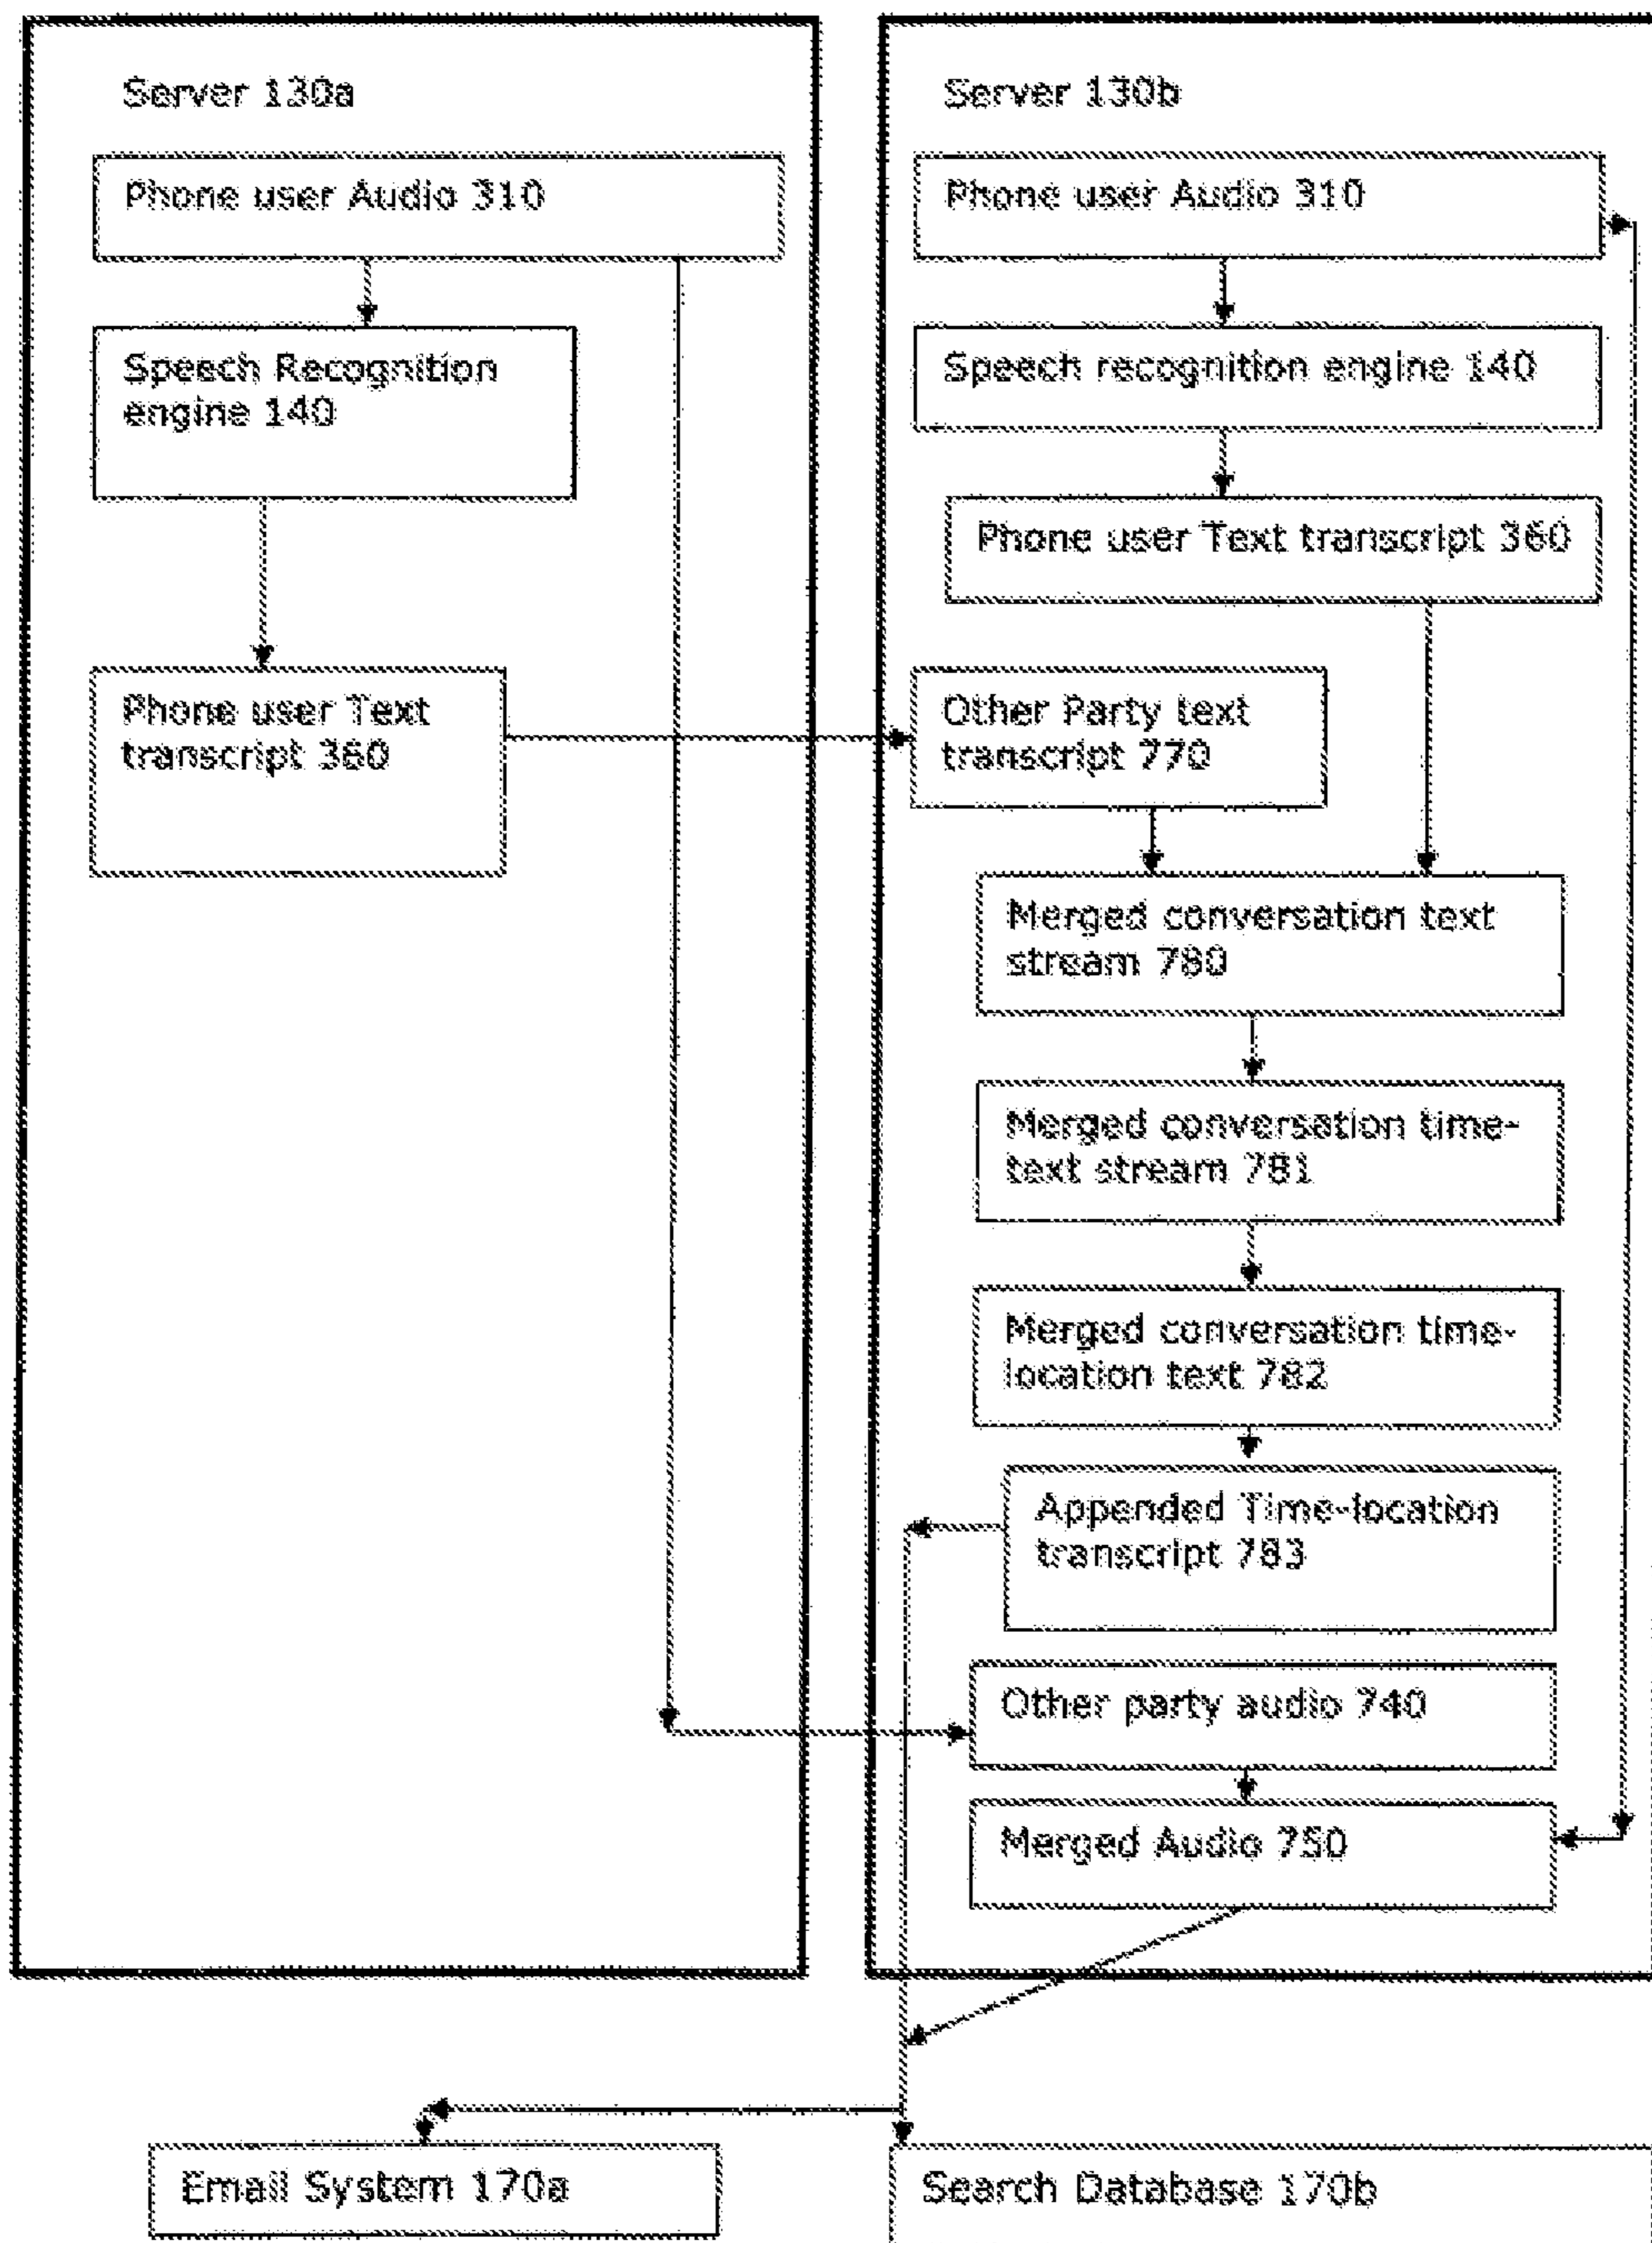 Server 130a
Phone user Audio 310
Speech Recognition
engine 140
Phone user Text
transcript 360
Server 130b
Phone user Audio 310
Speech recognition engine 140
Phone user Text transcript 360
Other Party text
transcript 770
Merged conversation text
stream 780
Merged conversation time-
text stream 781
Merged conversation time-
location text 782
Appended Time-location
transcript 783
Other party audio 740
Merged Audio 750
Email System 170a
Search Database 170b